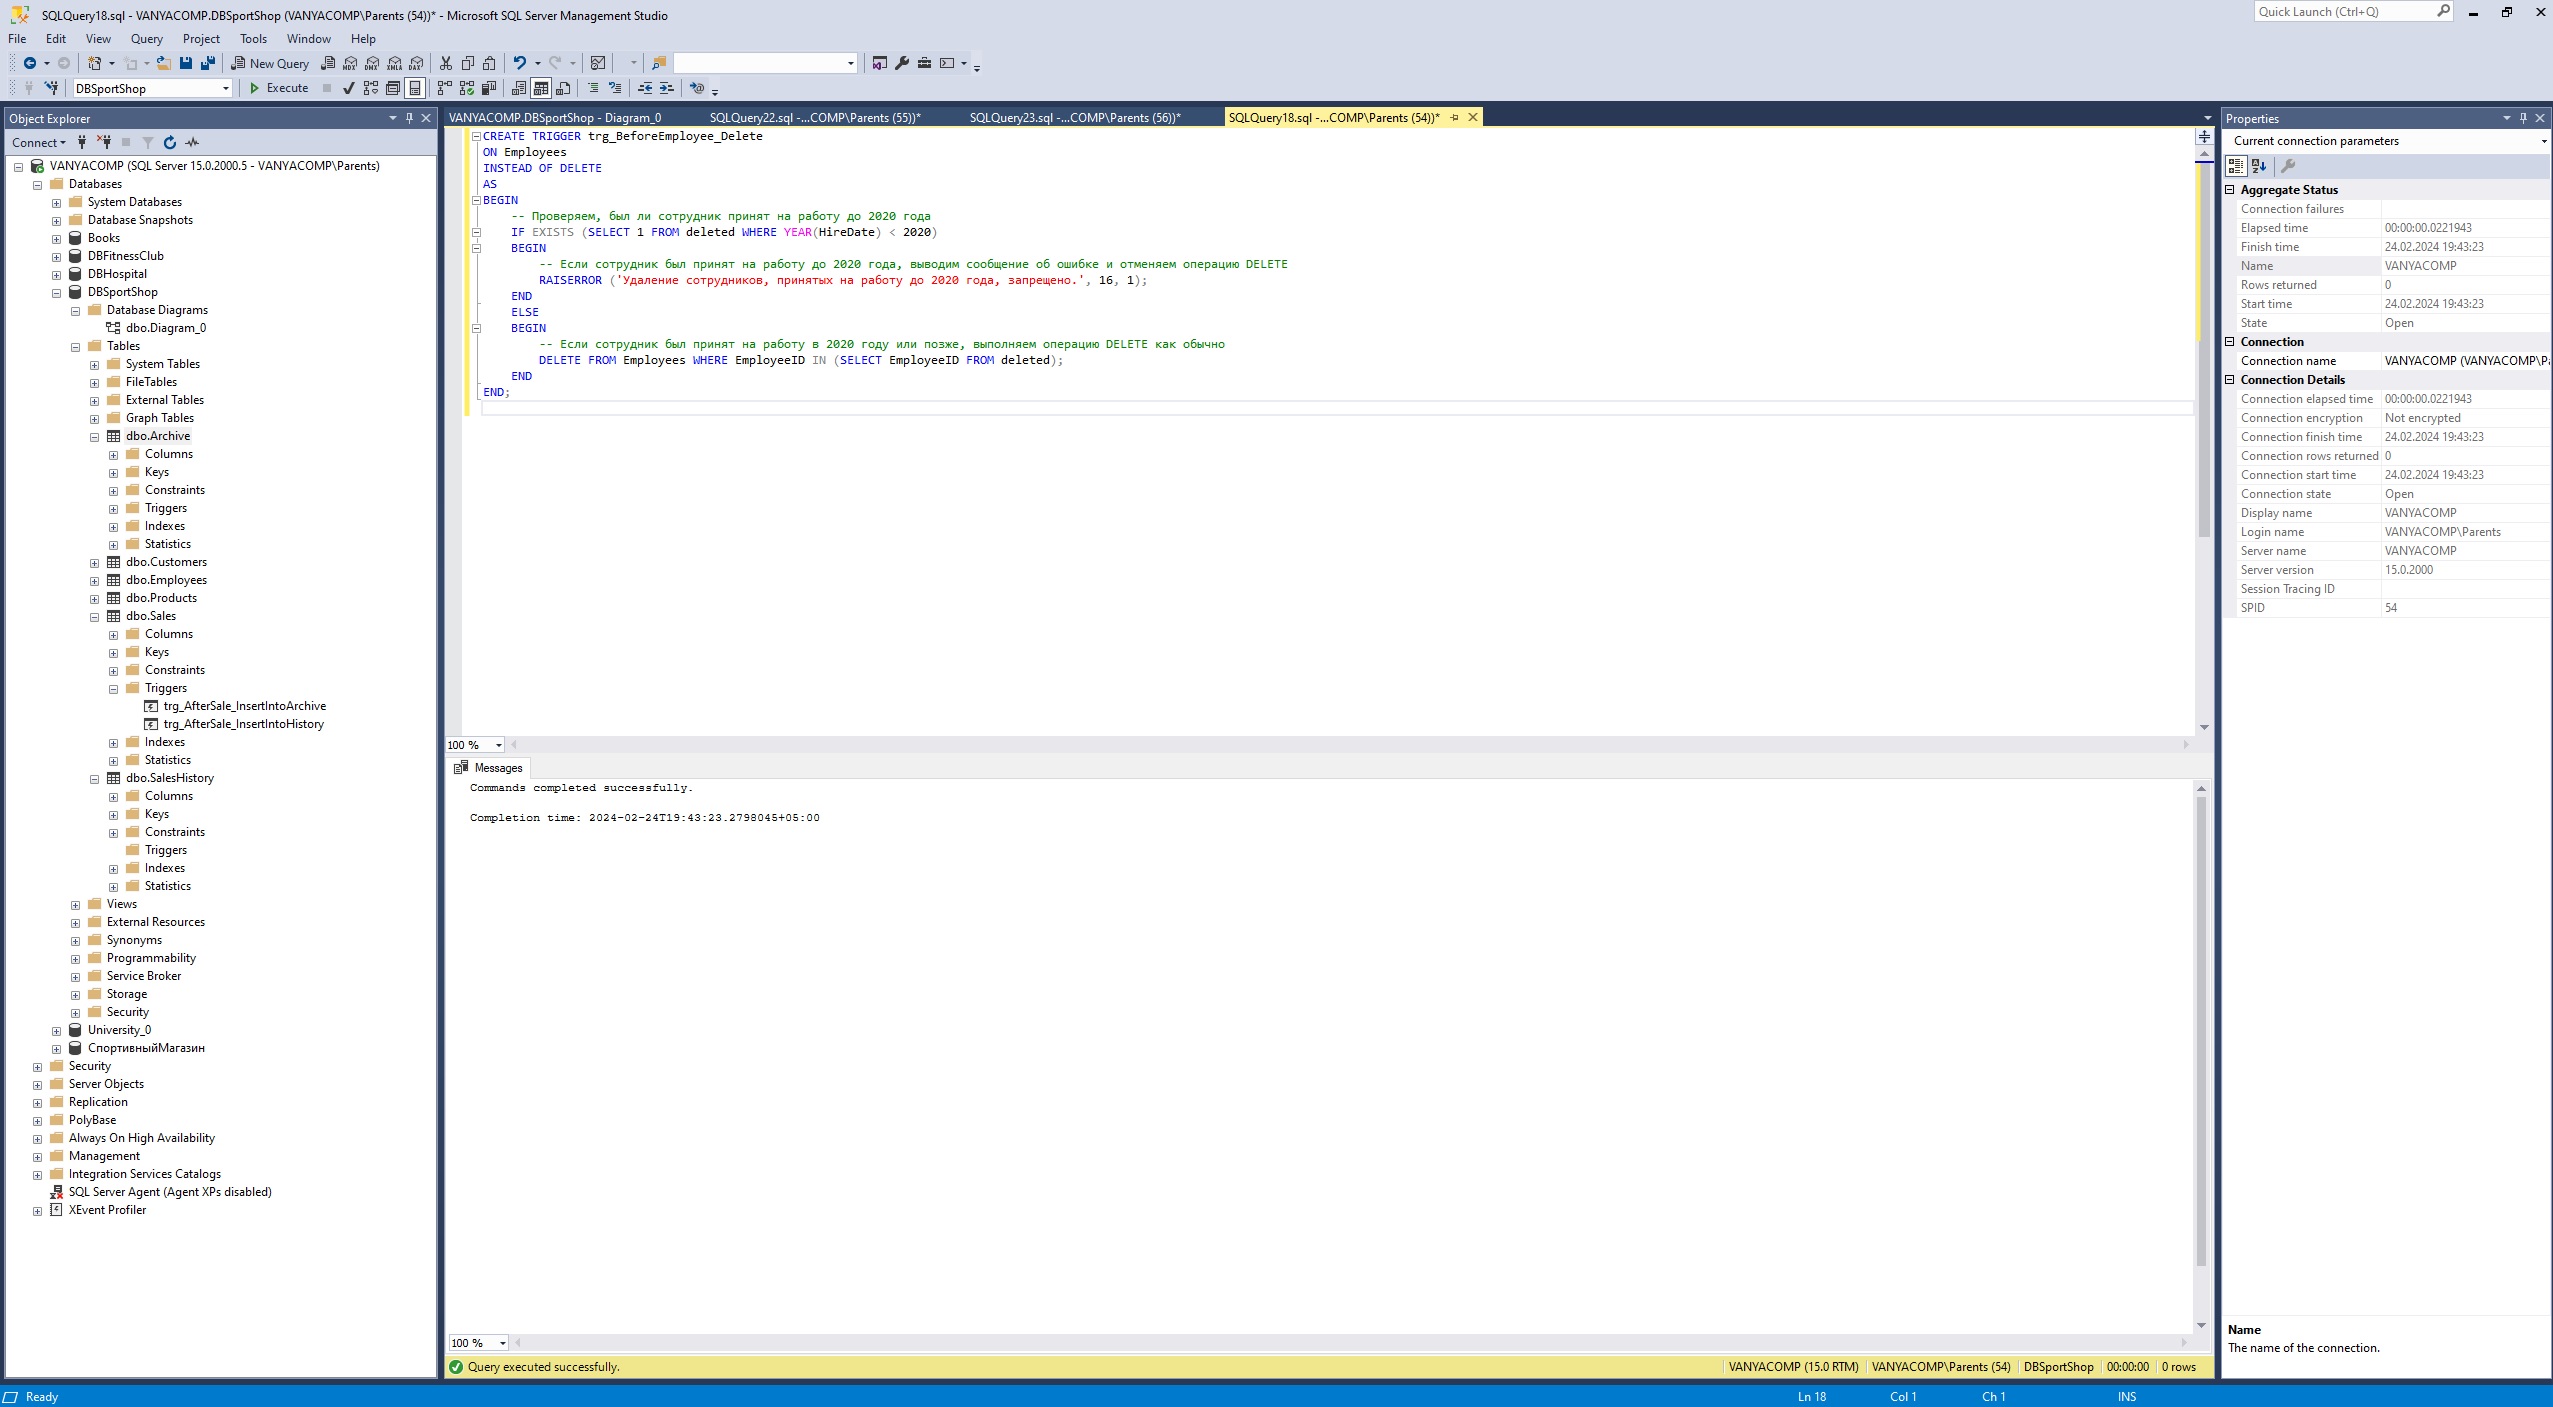 SQLQuery18.sql - VANYACOMP.DBSportShop (VANYACOMP\Parents (54))* - Microsoft SQL Server Management Studio
Quick Launch (Ctrl+Q)
File Edit View Query Project Tools Window Help
New Query
DBSportShop Execute
Object Explorer
Connect
VANYACOMP (SQL Server 15.0.2000.5 - VANYACOMP\Parents)
Databases
System Databases
Database Snapshots
Books
DBFitnessClub
DBHospital
DBSportShop
Database Diagrams
dbo.Diagram_0
Tables
System Tables
FileTables
External Tables
Graph Tables
dbo.Archive
Columns
Keys
Constraints
Triggers
Indexes
Statistics
dbo.Customers
dbo.Employees
dbo.Products
dbo.Sales
Columns
Keys
Constraints
Triggers
trg_AfterSale_InsertIntoArchive
trg_AfterSale_InsertIntoHistory
Indexes
Statistics
dbo.SalesHistory
Columns
Keys
Constraints
Triggers
Indexes
Statistics
Views
External Resources
Synonyms
Programmability
Service Broker
Storage
Security
University_0
СпортивныйМагазин
Security
Server Objects
Replication
PolyBase
Always On High Availability
Management
Integration Services Catalogs
SQL Server Agent (Agent XPs disabled)
XEvent Profiler
VANYACOMP.DBSportShop - Diagram_0 SQLQuery22.sql -...COMP\Parents (55))* SQLQuery23.sql -...COMP\Parents (56))* SQLQuery18.sql -...COMP\Parents (54))*
CREATE TRIGGER trg_BeforeEmployee_Delete
ON Employees
INSTEAD OF DELETE
AS
BEGIN
-- Проверяем, был ли сотрудник принят на работу до 2020 года
IF EXISTS (SELECT 1 FROM deleted WHERE YEAR(HireDate) < 2020)
BEGIN
-- Если сотрудник был принят на работу до 2020 года, выводим сообщение об ошибке и отменяем операцию DELETE
RAISERROR ('Удаление сотрудников, принятых на работу до 2020 года, запрещено.', 16, 1);
END
ELSE
BEGIN
-- Если сотрудник был принят на работу в 2020 году или позже, выполняем операцию DELETE как обычно
DELETE FROM Employees WHERE EmployeeID IN (SELECT EmployeeID FROM deleted);
END
END;
100 %
Messages
Commands completed successfully.
Completion time: 2024-02-24T19:43:23.2798045+05:00
100 %
Query executed successfully. VANYACOMP (15.0 RTM) VANYACOMP\Parents (54) DBSportShop 00:00:00 0 rows
Properties
Current connection parameters
Aggregate Status
Connection failures
Elapsed time 00:00:00.0221943
Finish time 24.02.2024 19:43:23
Name VANYACOMP
Rows returned 0
Start time 24.02.2024 19:43:23
State Open
Connection
Connection name VANYACOMP (VANYACOMP\Pa
Connection Details
Connection elapsed time 00:00:00.0221943
Connection encryption Not encrypted
Connection finish time 24.02.2024 19:43:23
Connection rows returned 0
Connection start time 24.02.2024 19:43:23
Connection state Open
Display name VANYACOMP
Login name VANYACOMP\Parents
Server name VANYACOMP
Server version 15.0.2000
Session Tracing ID
SPID 54
Name
The name of the connection.
Ready Ln 18 Col 1 Ch 1 INS